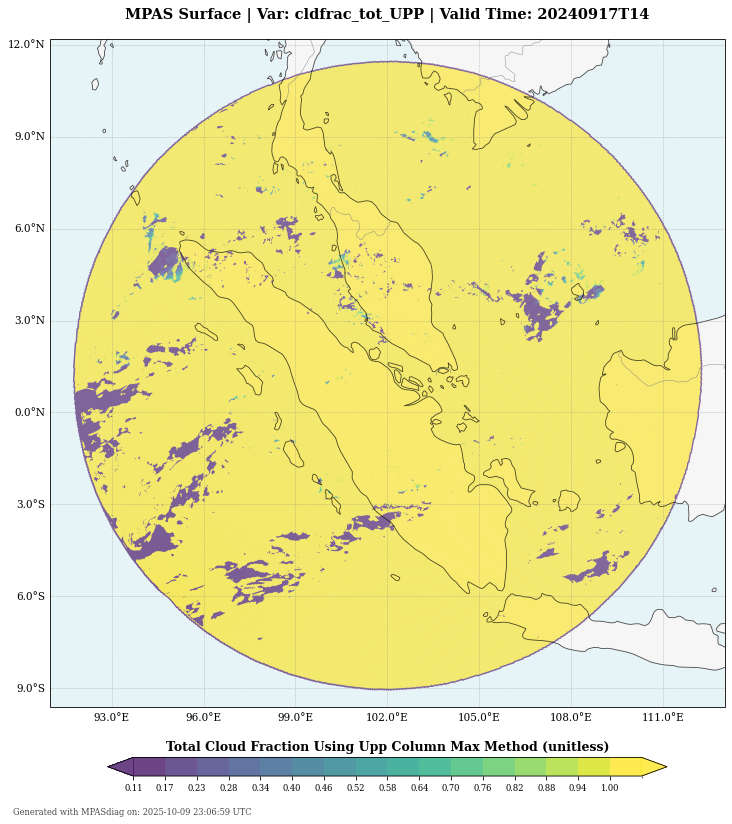 MPAS Surface | Var: cldfrac_tot_UPP | Valid Time: 20240917T14
12.0°N
9.0°N
6.0°N
3.0°N
0.0°N
3.0°S
6.0°S
9.0°S
93.0°E 96.0°E 99.0°E 102.0°E 105.0°E 108.0°E 111.0°E
Total Cloud Fraction Using Upp Column Max Method (unitless)
0.11 0.17 0.23 0.28 0.34 0.40 0.46 0.52 0.58 0.64 0.70 0.76 0.82 0.88 0.94 1.00
Generated with MPASdiag on: 2025-10-09 23:06:59 UTC